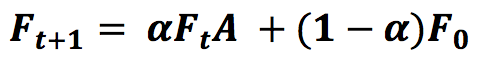 F_{t+1} = αF_tA + (1 − α)F_0